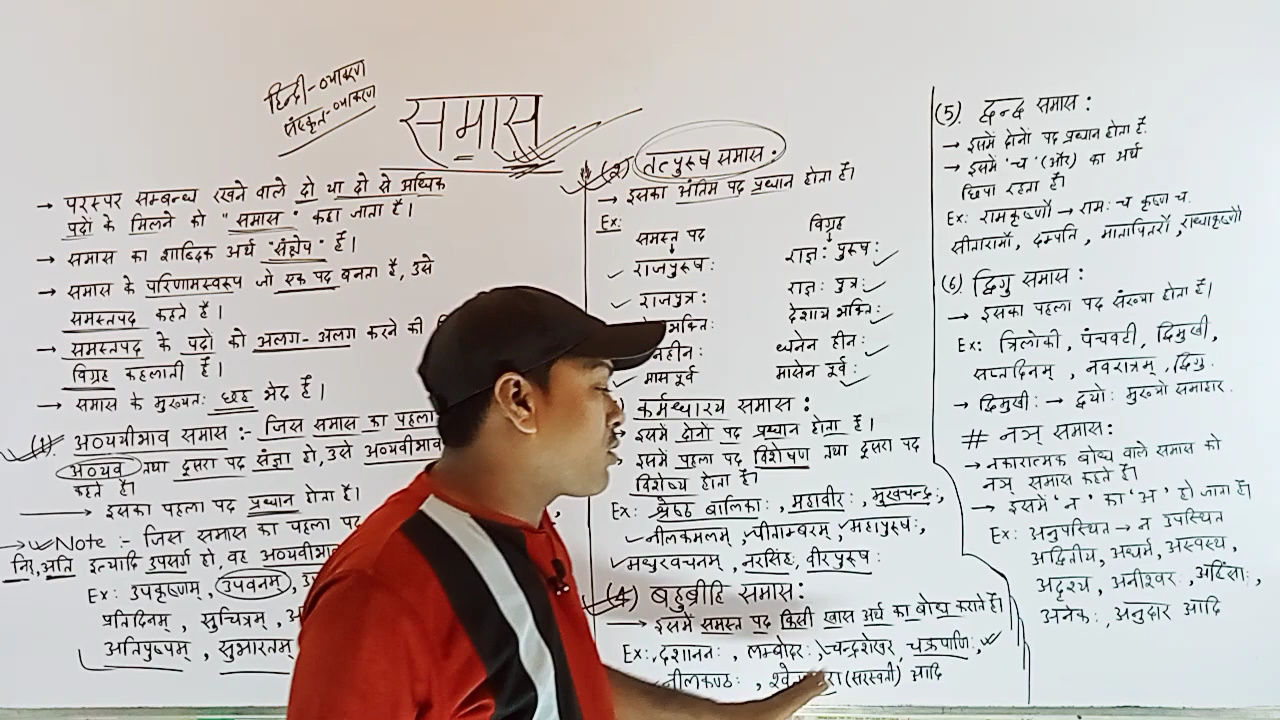 हिन्दी-व्याकरण
संस्कृत-व्याकरण
समास
→ परस्पर सम्बन्ध रखने वाले दो या दो से अधिक
पदों के मिलने को "समास" कहा जाता है।
→ समास का शाब्दिक अर्थ "संक्षेप" है।
→ समास के परिणामस्वरूप जो एक पद बनता है, उसे
समस्तपद कहते हैं।
→ समस्तपद के पदों को अलग-अलग करने की
विग्रह कहलाती हैं।
→ समास के मुख्यतः छह भेद हैं।
(1) अव्ययीभाव समास :- जिस समास का पहला
अव्यय तथा दूसरा पद संज्ञा हो, उसे अव्ययीभाव
कहते है।
→ इसका पहला पद प्रधान होता है।
→ Note :- जिस समास का पहला पद
निर, अति इत्यादि उपसर्ग हो, वह अव्ययीभाव
Ex: उपकृष्णम्, उपवनम्,
प्रतिदिनम्, सुचित्रम्,
अतिपुष्पम्, सुभारतम्
(2) तत्पुरुष समास :
→ इसका अंतिम पद प्रधान होता है।
Ex:
समस्त पद विग्रह
राजपुरुषः राज्ञः पुरुषः
राजपुत्रः राज्ञः पुत्रः
भक्तिः देशाय भक्तिः
नहीनः धनेन हीनः
मासपूर्व मासेन पूर्वः
कर्मधारय समास :
इसमें दोनों पद प्रधान होता है।
इसमें पहला पद विशेषण तथा दूसरा पद
विशेष्य होता है।
Ex: श्रेष्ठ बालिकाः, महावीरः, मुखचन्द्रः,
नीलकमलम्, पीताम्बरम्, महापुरुषः,
मधुरवचनम्, नरसिंहः, वीरपुरूषः
(4) बहुब्रीहि समास :
→ इसमें समस्त पद किसी खास अर्थ का बोध कराते हैं।
Ex: दशाननः, लम्बोदरः, चन्द्रशेखर, चक्रपाणिः,
नीलकण्ठः, (सरस्वती) आदि
(5). द्वन्द समास :
→ इसमें दोनों पद प्रधान होता है.
→ इसमें 'च' (और) का अर्थ
छिपा रहता है।
Ex: रामकृष्णौ → रामः च कृष्ण च.
सीतारामौ, दम्पति, मातापितरौ, राधाकृष्णौ
(6). द्विगु समास :
→ इसका पहला पद संख्या होता है।
Ex: त्रिलोकी, पंचवटी, द्विमुखी,
सप्तदिनम्, नवरात्रम्, द्विगु.
→ द्विमुखी: → द्वयोः मुख्यो समाहार.
# नञ् समास:
→ नकारात्मक बोध वाले समास को
नञ् समास कहते हैं।
→ इसमें 'न' का 'अ' हो जाता है।
Ex: अनुपस्थित → न उपस्थित
अद्वितीय, अधर्म, अस्वस्थ,
अदृश्य, अनीश्वरः, अहिंसाः,
अनेकः, अनुदार आदि